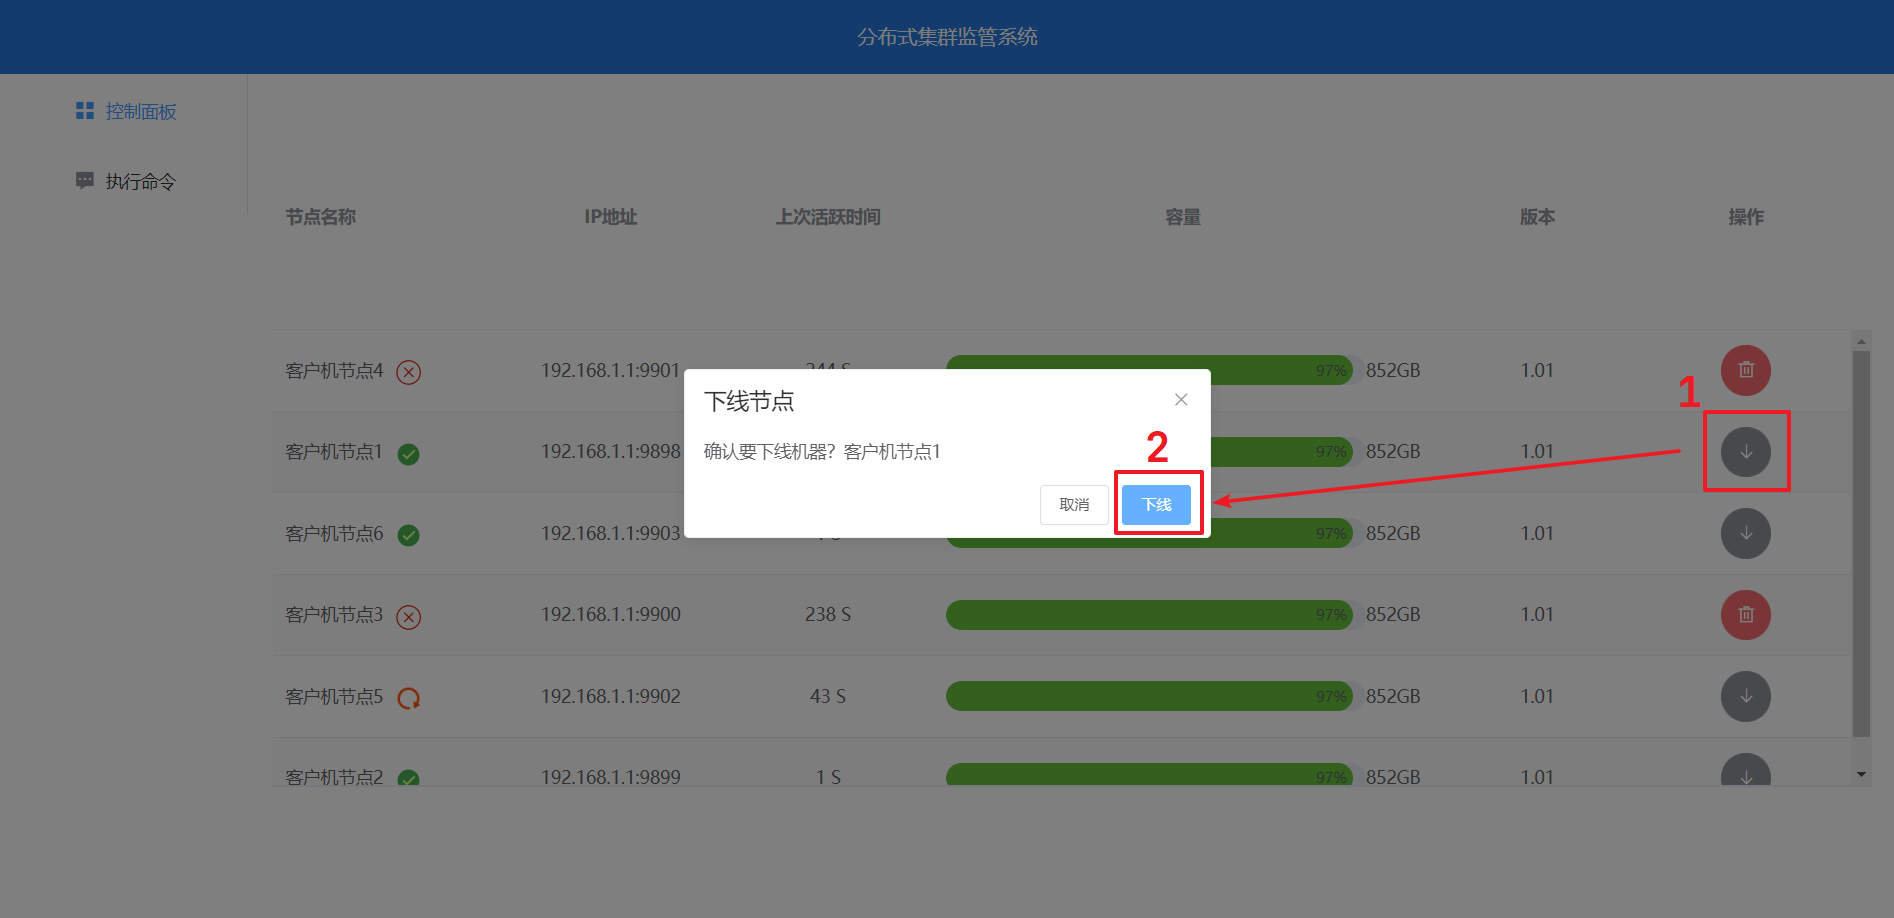 分布式集群监管系统
控制面板
执行命令
节点名称 IP地址 上次活跃时间 容量 版本 操作
客户机节点4 192.168.1.1:9901 244 S 97% 852GB 1.01
1
下线节点
客户机节点1 192.168.1.1:9898 97% 852GB 1.01
确认要下线机器？客户机节点1
2
取消 下线
客户机节点6 192.168.1.1:9903 97% 852GB 1.01
客户机节点3 192.168.1.1:9900 238 S 97% 852GB 1.01
客户机节点5 192.168.1.1:9902 43 S 97% 852GB 1.01
客户机节点2 192.168.1.1:9899 1 S 97% 852GB 1.01